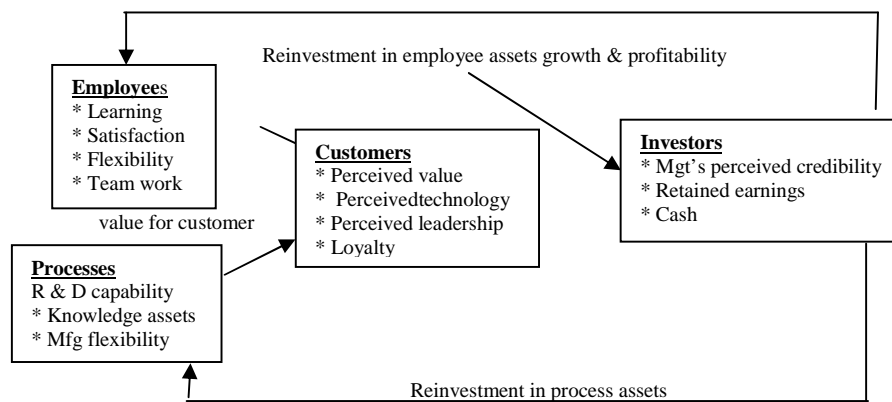 Reinvestment in employee assets growth & profitability
Employees
* Learning
* Satisfaction
* Flexibility
* Team work
Customers
* Perceived value
* Perceivedtechnology
* Perceived leadership
* Loyalty
Investors
* Mgt's perceived credibility
* Retained earnings
* Cash
value for customer
Processes
R & D capability
* Knowledge assets
* Mfg flexibility
Reinvestment in process assets